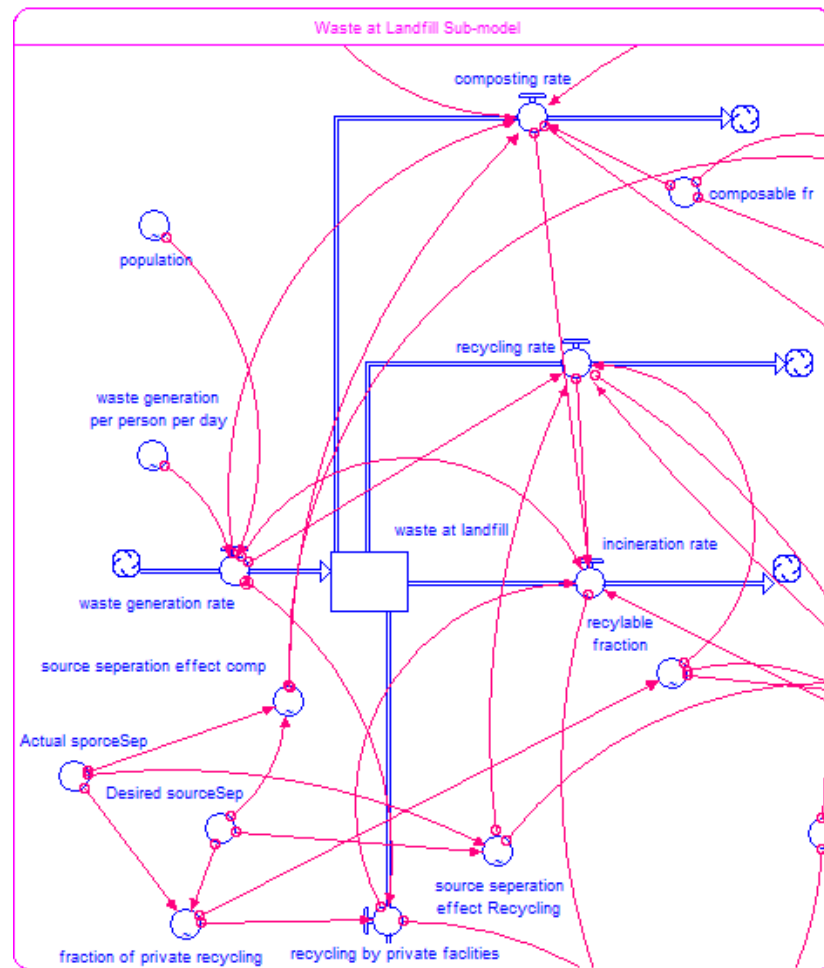 Waste at Landfill Sub-model
composting rate
composable fr
population
recycling rate
waste generation
per person per day
waste at landfill
incineration rate
waste generation rate
recylable
fraction
source seperation effect comp
Actual sporceSep
Desired sourceSep
source seperation
effect Recycling
fraction of private recycling
recycling by private faclities